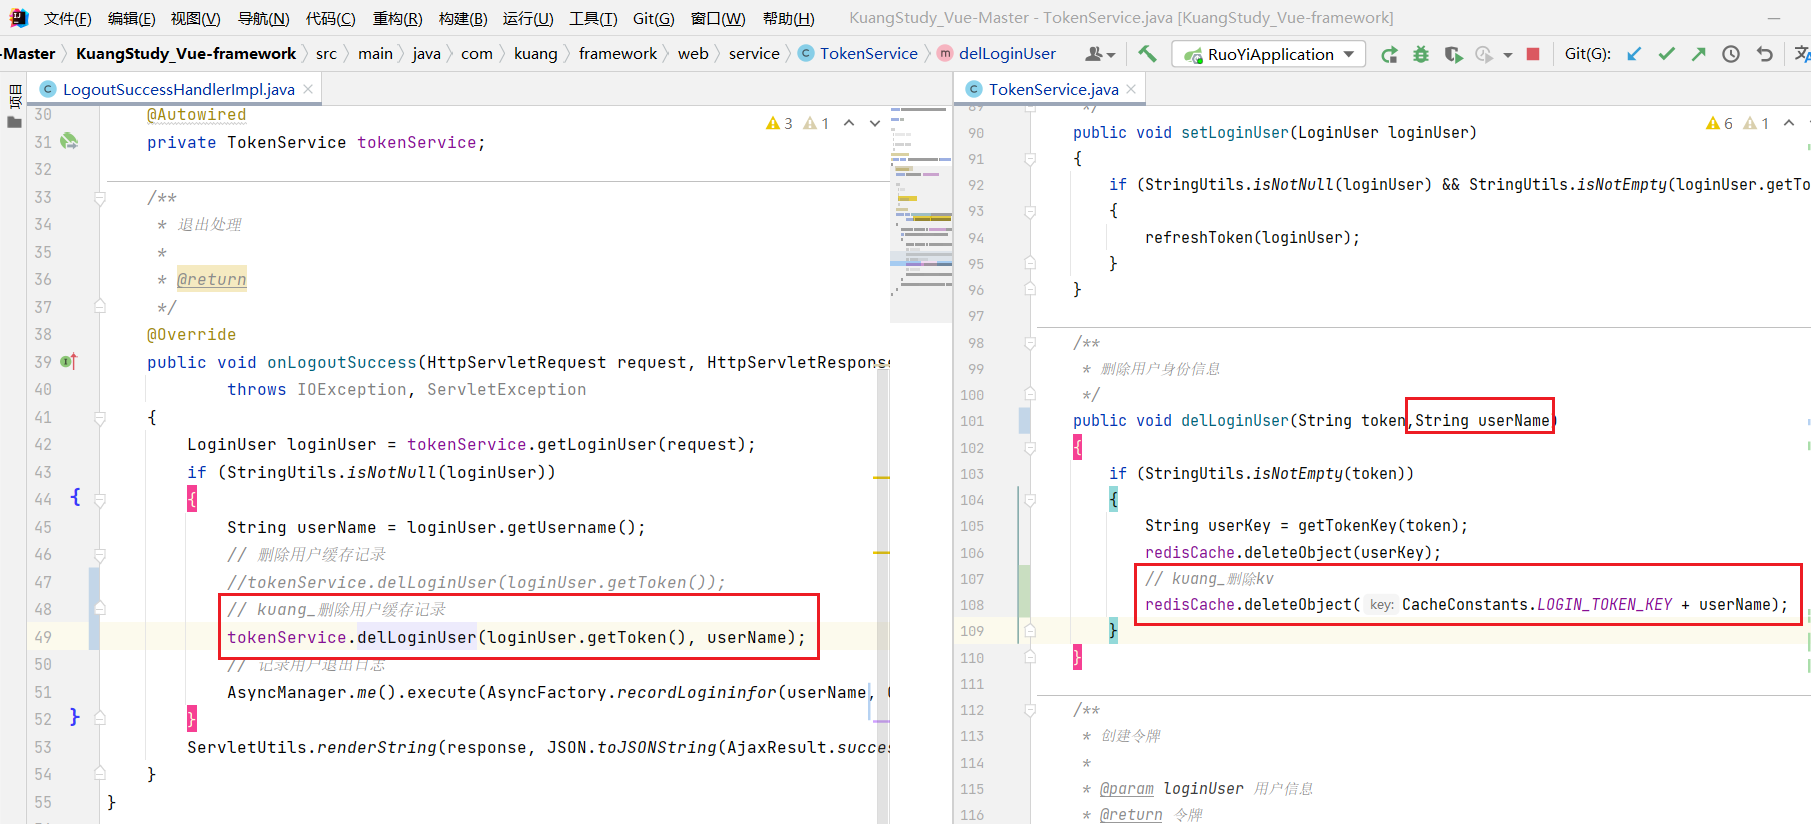 文件(F) 编辑(E) 视图(V) 导航(N) 代码(C) 重构(R) 构建(B) 运行(U) 工具(T) Git(G) 窗口(W) 帮助(H) KuangStudy_Vue-Master - TokenService.java [KuangStudy_Vue-framework]
-Master KuangStudy_Vue-framework src main java com kuang framework web service TokenService delLoginUser RuoYiApplication Git(G):
项目
LogoutSuccessHandlerImpl.java
3 1
30 @Autowired
31 private TokenService tokenService;
32
33 /**
34 * 退出处理
35 *
36 * @return
37 */
38 @Override
39 public void onLogoutSuccess(HttpServletRequest request, HttpServletRespons
40 throws IOException, ServletException
41 {
42 LoginUser loginUser = tokenService.getLoginUser(request);
43 if (StringUtils.isNotNull(loginUser))
44 {
45 String userName = loginUser.getUsername();
46 // 删除用户缓存记录
47 //tokenService.delLoginUser(loginUser.getToken());
48 // kuang_删除用户缓存记录
49 tokenService.delLoginUser(loginUser.getToken(), userName);
50 // 记录用户退出日志
51 AsyncManager.me().execute(AsyncFactory.recordLogininfor(userName,
52 }
53 ServletUtils.renderString(response, JSON.toJSONString(AjaxResult.succes
54 }
55 }
TokenService.java
6 1
89 */
90 public void setLoginUser(LoginUser loginUser)
91 {
92 if (StringUtils.isNotNull(loginUser) && StringUtils.isNotEmpty(loginUser.getTo
93 {
94 refreshToken(loginUser);
95 }
96 }
97
98 /**
99 * 删除用户身份信息
100 */
101 public void delLoginUser(String token,String userName)
102 {
103 if (StringUtils.isNotEmpty(token))
104 {
105 String userKey = getTokenKey(token);
106 redisCache.deleteObject(userKey);
107 // kuang_删除kv
108 redisCache.deleteObject( key: CacheConstants.LOGIN_TOKEN_KEY + userName);
109 }
110 }
111
112 /**
113 * 创建令牌
114 *
115 * @param loginUser 用户信息
116 * @return 令牌